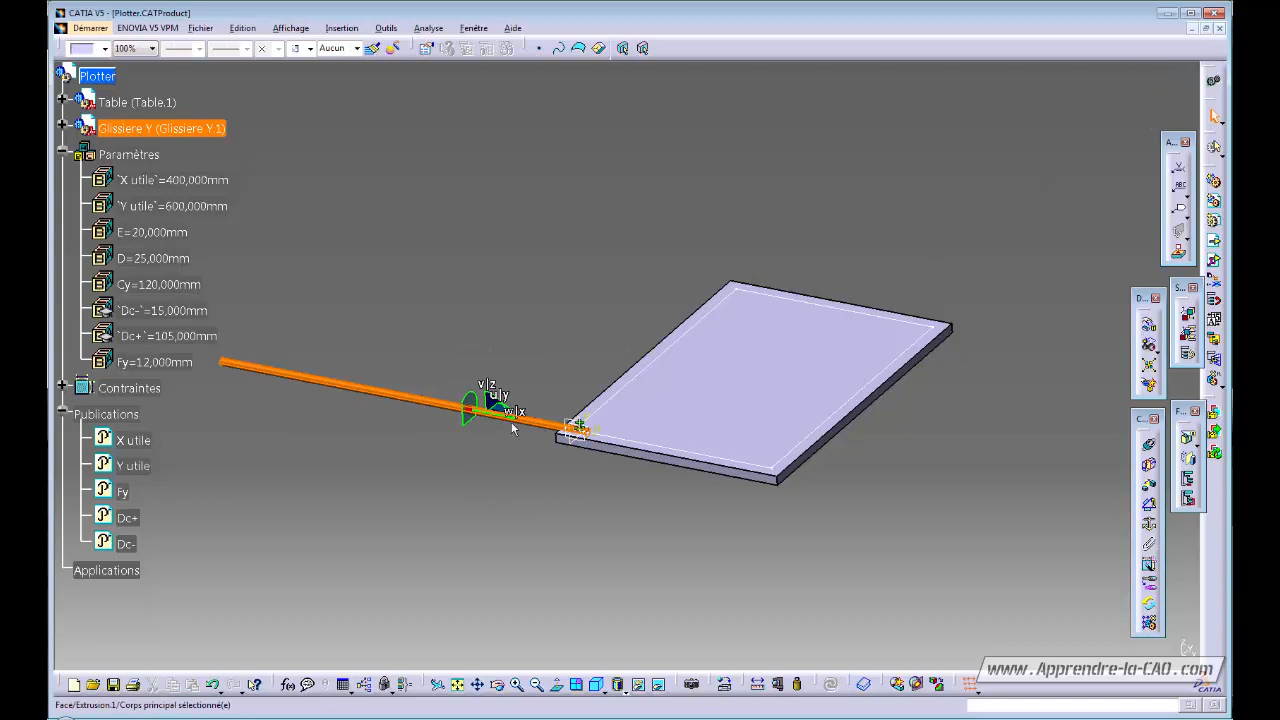 CATIA V5 - [Plotter.CATProduct]
Démarrer ENOVIA V5 VPM Fichier Edition Affichage Insertion Outils Analyse Fenêtre Aide
100% Aucun
Plotter
Table (Table.1)
Glissiere Y (Glissiere Y.1)
Paramètres
`X utile`=400,000mm
`Y utile`=600,000mm
E=20,000mm
D=25,000mm
Cy=120,000mm
`Dc-`=15,000mm
`Dc+`=105,000mm
Fy=12,000mm
Contraintes
Publications
X utile
Y utile
Fy
Dc+
Dc-
Applications
v|z
u|y
w|x
A...
S...
D...
C...
F...
ABC
www.Apprendre-la-CAO.com
CATIA
Face/Extrusion.1/Corps principal sélectionné(e)